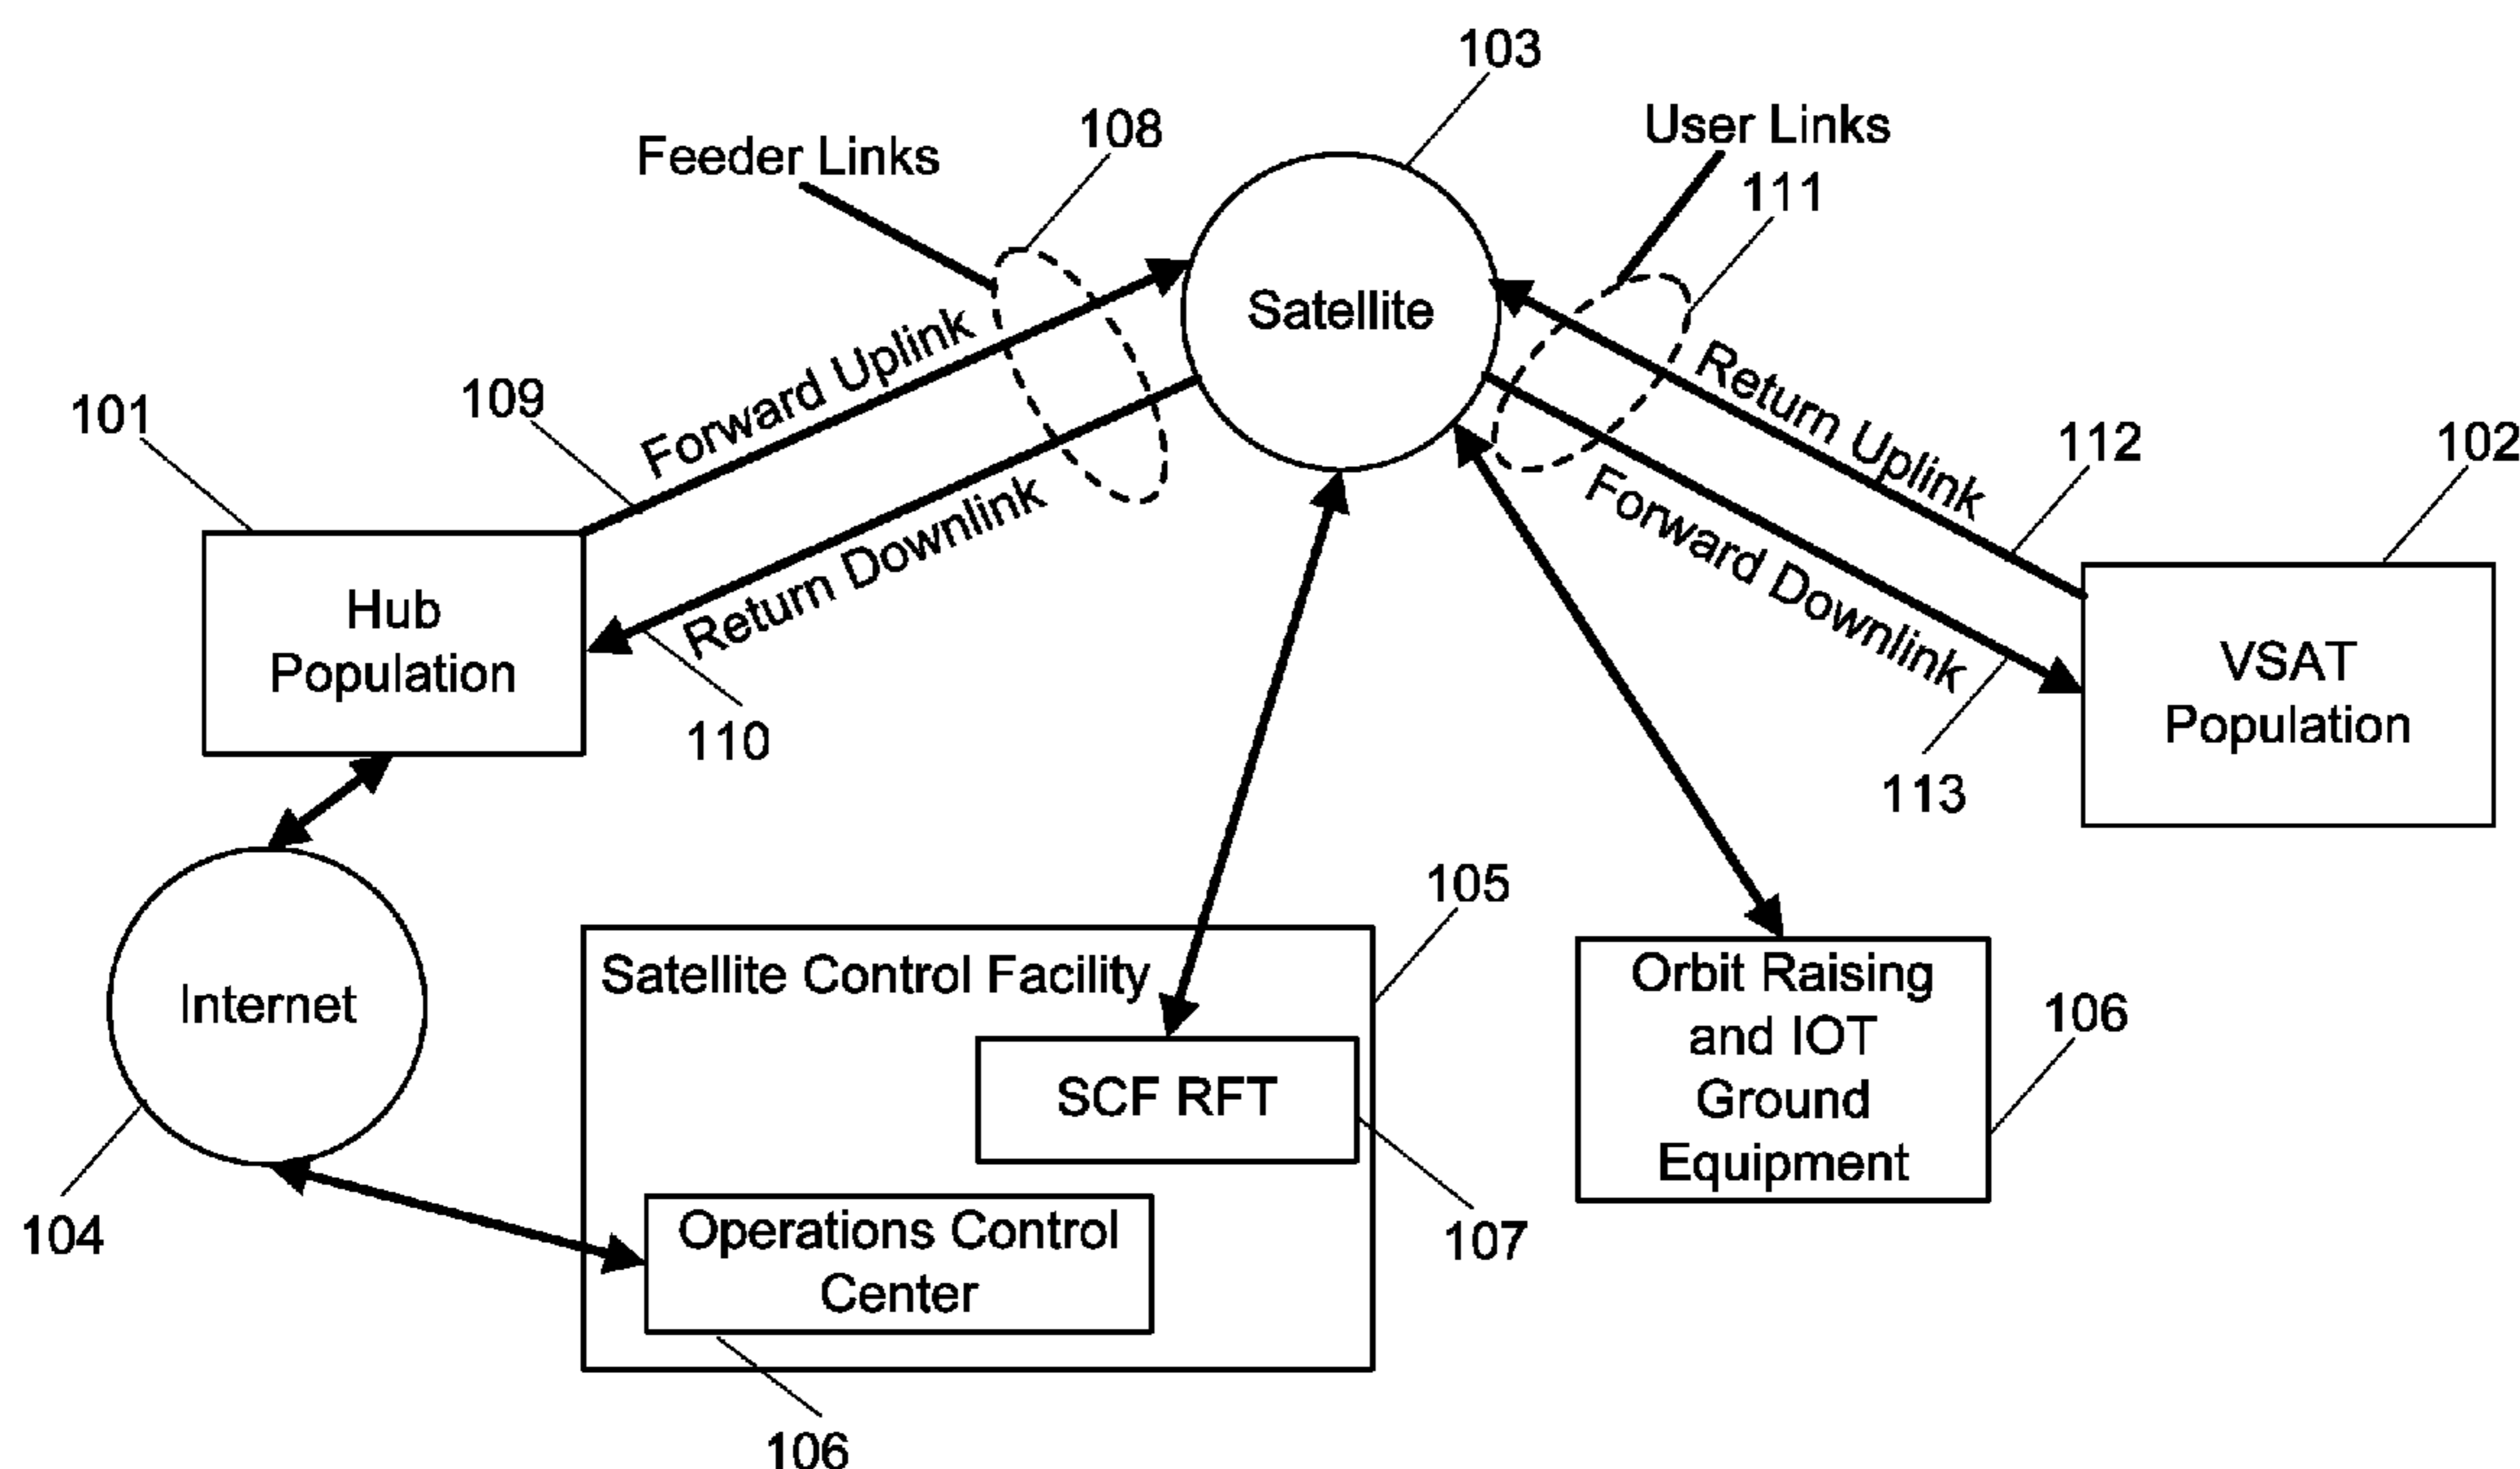 103
User Links
108
Feeder Links
111
Satellite
Forward Uplink
Return Uplink
109
101
112
102
Return Downlink
Forward Downlink
Hub
Population
VSAT
Population
110
113
105
Satellite Control Facility
Orbit Raising
and IOT
Ground
Equipment
Internet
106
SCF RFT
104
107
Operations Control
Center
106